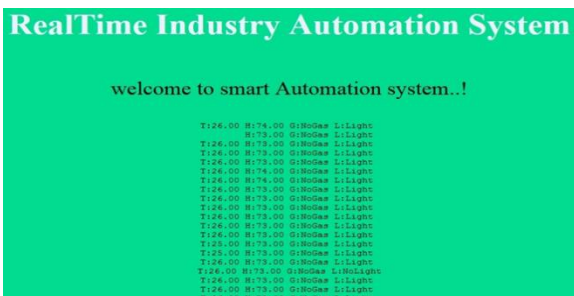 RealTime Industry Automation System
welcome to smart Automation system..!
T:26.00 H:74.00 G:NoGas L:Light
H:73.00 G:NoGas L:Light
T:26.00 H:73.00 G:NoGas L:Light
T:26.00 H:73.00 G:NoGas L:Light
T:26.00 H:73.00 G:NoGas L:Light
T:26.00 H:74.00 G:NoGas L:Light
T:26.00 H:74.00 G:NoGas L:Light
T:26.00 H:73.00 G:NoGas L:Light
T:26.00 H:73.00 G:NoGas L:Light
T:26.00 H:73.00 G:NoGas L:Light
T:26.00 H:73.00 G:NoGas L:Light
T:26.00 H:73.00 G:NoGas L:Light
T:26.00 H:73.00 G:NoGas L:Light
T:25.00 H:73.00 G:NoGas L:Light
T:25.00 H:73.00 G:NoGas L:Light
T:26.00 H:73.00 G:NoGas L:Light
T:26.00 H:73.00 G:NoGas L:NoLight
T:26.00 H:73.00 G:NoGas L:Light
T:26.00 H:73.00 G:NoGas L:Light